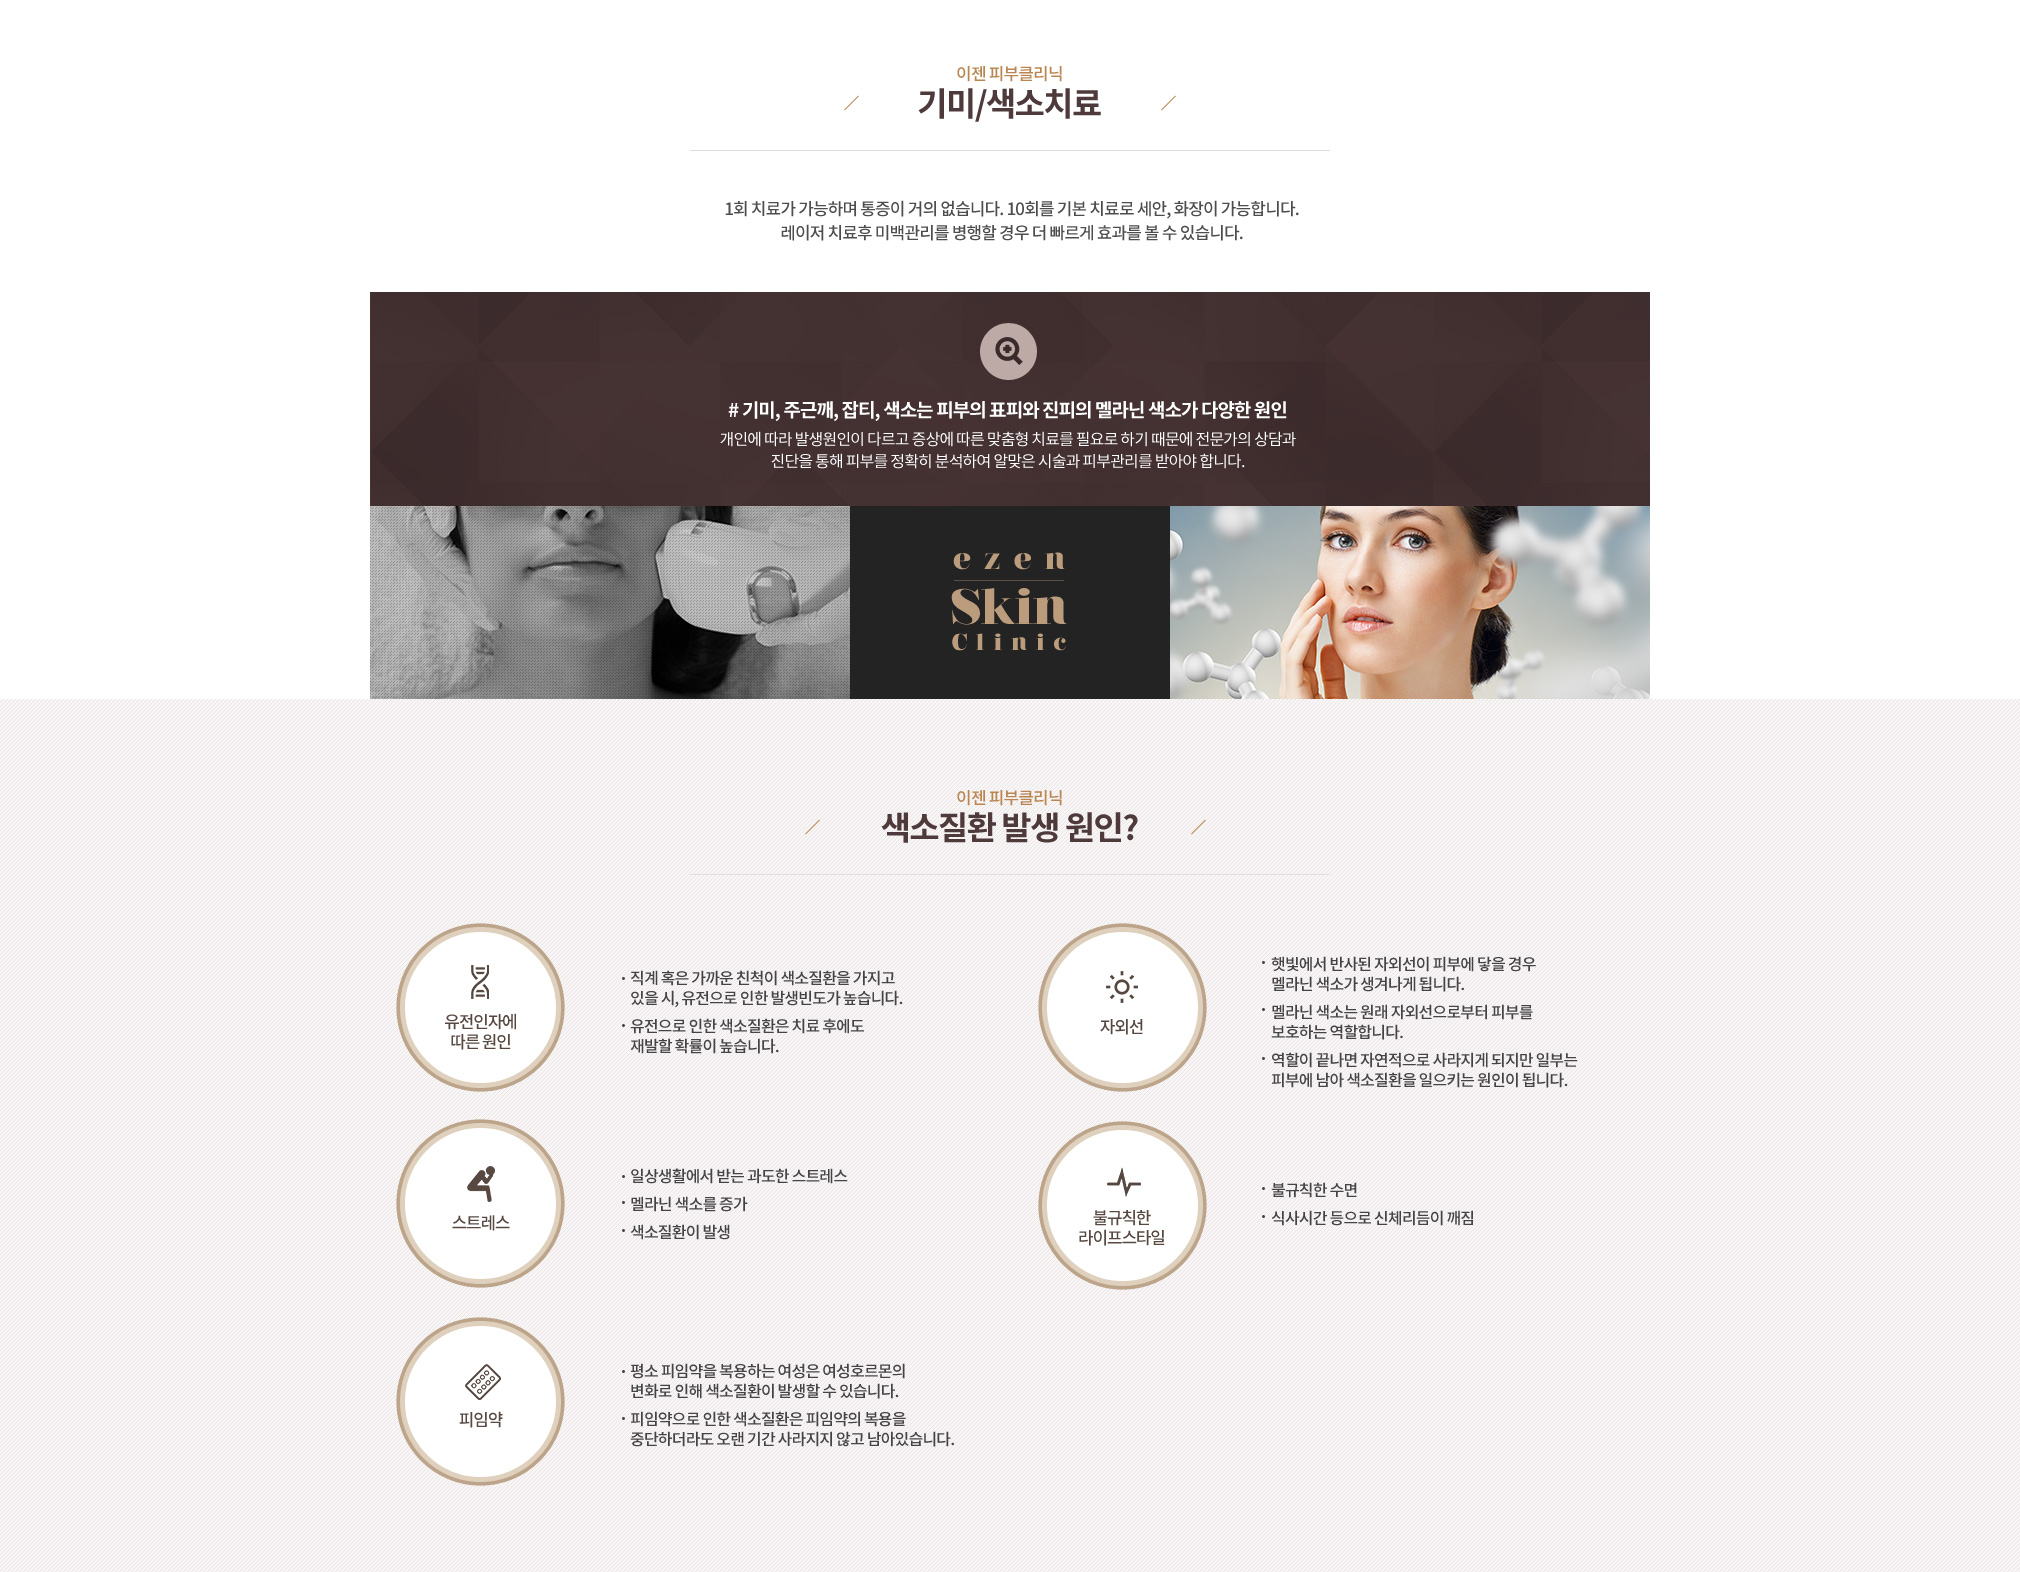 이젠 피부클리닉
기미/색소치료
1회 치료가 가능하며 통증이 거의 없습니다. 10회를 기본 치료로 세안, 화장이 가능합니다.
레이저 치료후 미백관리를 병행할 경우 더 빠르게 효과를 볼 수 있습니다.
# 기미, 주근깨, 잡티, 색소는 피부의 표피와 진피의 멜라닌 색소가 다양한 원인
개인에 따라 발생원인이 다르고 증상에 따른 맞춤형 치료를 필요로 하기 때문에 전문가의 상담과
진단을 통해 피부를 정확히 분석하여 알맞은 시술과 피부관리를 받아야 합니다.
ezen
Skin
Clinic
이젠 피부클리닉
색소질환 발생 원인?
유전인자에
따른 원인
· 직계 혹은 가까운 친척이 색소질환을 가지고
있을 시, 유전으로 인한 발생빈도가 높습니다.
· 유전으로 인한 색소질환은 치료 후에도
재발할 확률이 높습니다.
자외선
· 햇빛에서 반사된 자외선이 피부에 닿을 경우
멜라닌 색소가 생겨나게 됩니다.
· 멜라닌 색소는 원래 자외선으로부터 피부를
보호하는 역할합니다.
· 역할이 끝나면 자연적으로 사라지게 되지만 일부는
피부에 남아 색소질환을 일으키는 원인이 됩니다.
스트레스
· 일상생활에서 받는 과도한 스트레스
· 멜라닌 색소를 증가
· 색소질환이 발생
불규칙한
라이프스타일
· 불규칙한 수면
· 식사시간 등으로 신체리듬이 깨짐
피임약
· 평소 피임약을 복용하는 여성은 여성호르몬의
변화로 인해 색소질환이 발생할 수 있습니다.
· 피임약으로 인한 색소질환은 피임약의 복용을
중단하더라도 오랜 기간 사라지지 않고 남아있습니다.